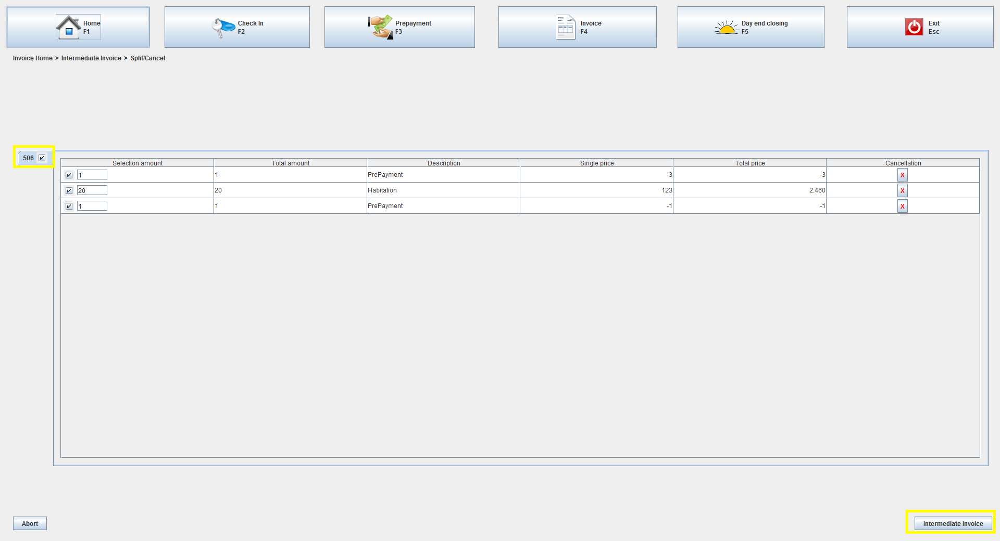 Home
F1
Check In
F2
Prepayment
F3
Invoice
F4
Day end closing
F5
Exit
Esc
Invoice Home > Intermediate Invoice > Split/Cancel
506
Selection amount Total amount Description Single price Total price Cancellation
1 1 PrePayment -3 -3 X
20 20 Habitation 123 2.460 X
1 1 PrePayment -1 -1 X
Abort
Intermediate Invoice